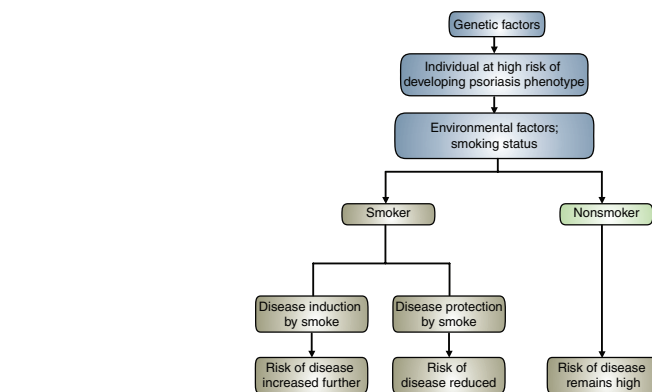 Genetic factors
Individual at high risk of
developing psoriasis phenotype
Environmental factors;
smoking status
Smoker
Nonsmoker
Disease induction
by smoke
Disease protection
by smoke
Risk of disease
increased further
Risk of
disease reduced
Risk of disease
remains high